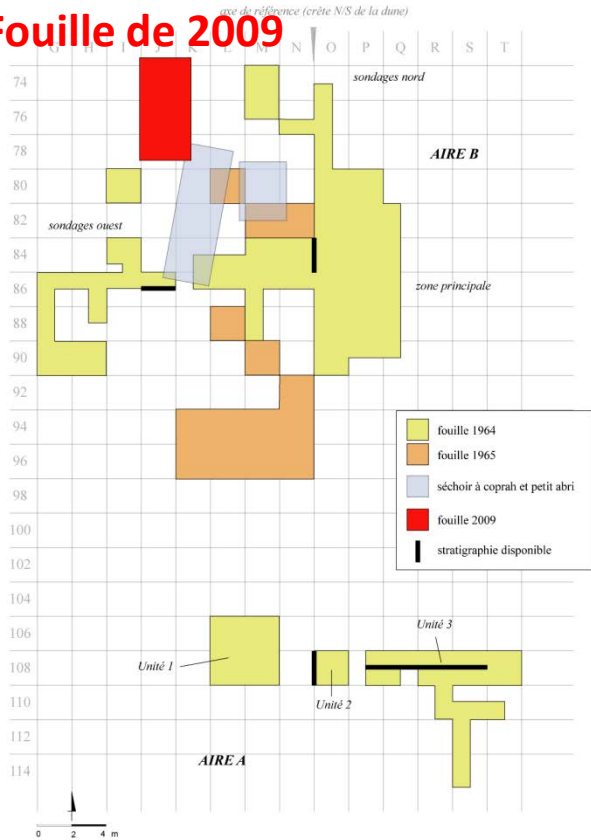 axe de référence (crête N/S de la dune)
Fouille de 2009
G H I J K L M N O P Q R S T
74
sondages nord
76
78
AIRE B
80
82
sondages ouest
84
86
zone principale
88
90
92
94
fouille 1964
96
fouille 1965
98
séchoir à coprah et petit abri
100
fouille 2009
102
stratigraphie disponible
104
106
Unité 3
Unité 1
108
110
Unité 2
112
AIRE A
114
0 2 4 m